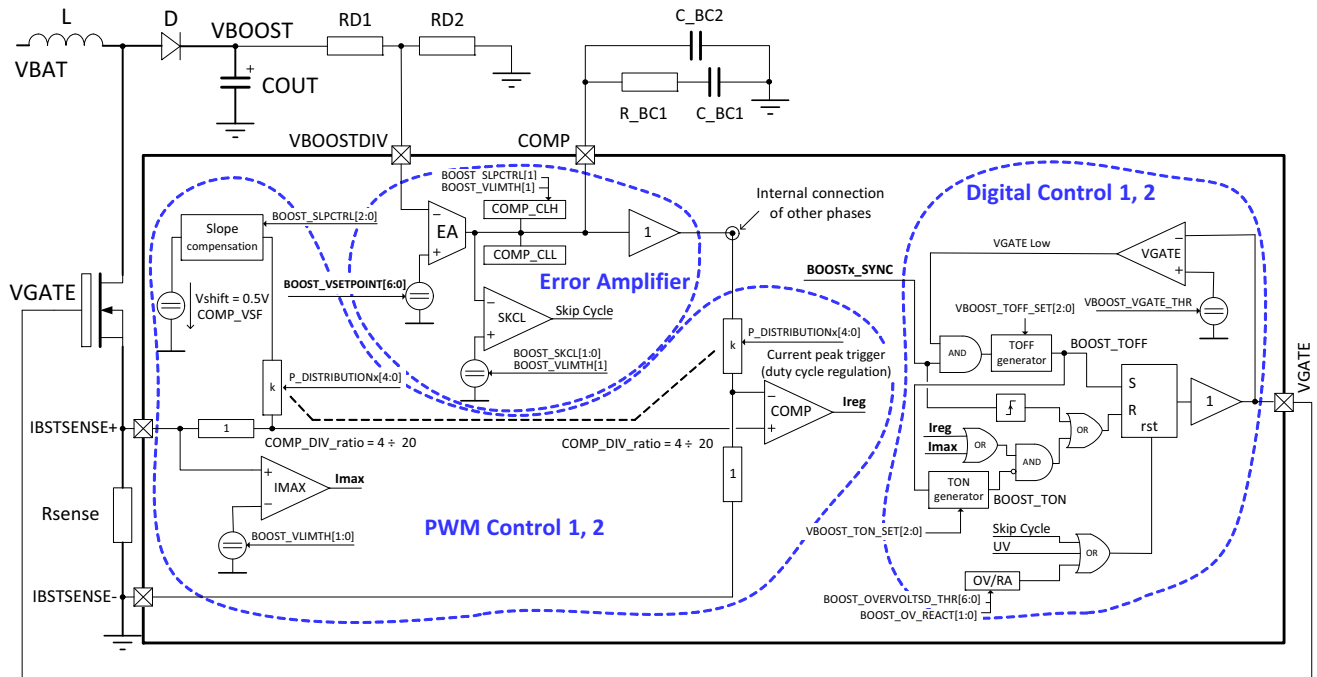 L
D
VBOOST
RD1
RD2
C_BC2
VBAT
COUT
+
R_BC1
C_BC1
VBOOSTDIV
COMP
BOOST_SLPCTRL[1]
BOOST_VLIMTH[1]
Internal connection
of other phases
Digital Control 1, 2
BOOST_SLPCTRL[2:0]
Slope
compensation
COMP_CLH
−
EA
+
1
COMP_CLL
Error Amplifier
VGATE Low
−
VGATE
+
BOOSTx_SYNC
VGATE
Vshift = 0.5V
COMP_VSF
BOOST_VSETPOINT[6:0]
−
SKCL
+
Skip Cycle
VBOOST_TOFF_SET[2:0]
VBOOST_VGATE_THR
AND
TOFF
generator
BOOST_TOFF
BOOST_SKCL[1:0]
BOOST_VLIMTH[1]
k
P_DISTRIBUTIONx[4:0]
Current peak trigger
(duty cycle regulation)
k
P_DISTRIBUTIONx[4:0]
−
COMP
+
Ireg
S
R
rst
1
VGATE
IBSTSENSE+
1
COMP_DIV_ratio = 4 ÷ 20
COMP_DIV_ratio = 4 ÷ 20
Ireg
Imax
OR
AND
OR
+
IMAX
−
Imax
1
TON
generator
BOOST_TON
Rsense
BOOST_VLIMTH[1:0]
PWM Control 1, 2
VBOOST_TON_SET[2:0]
Skip Cycle
UV
OR
OV/RA
IBSTSENSE-
BOOST_OVERVOLTSD_THR[6:0]
BOOST_OV_REACT[1:0]